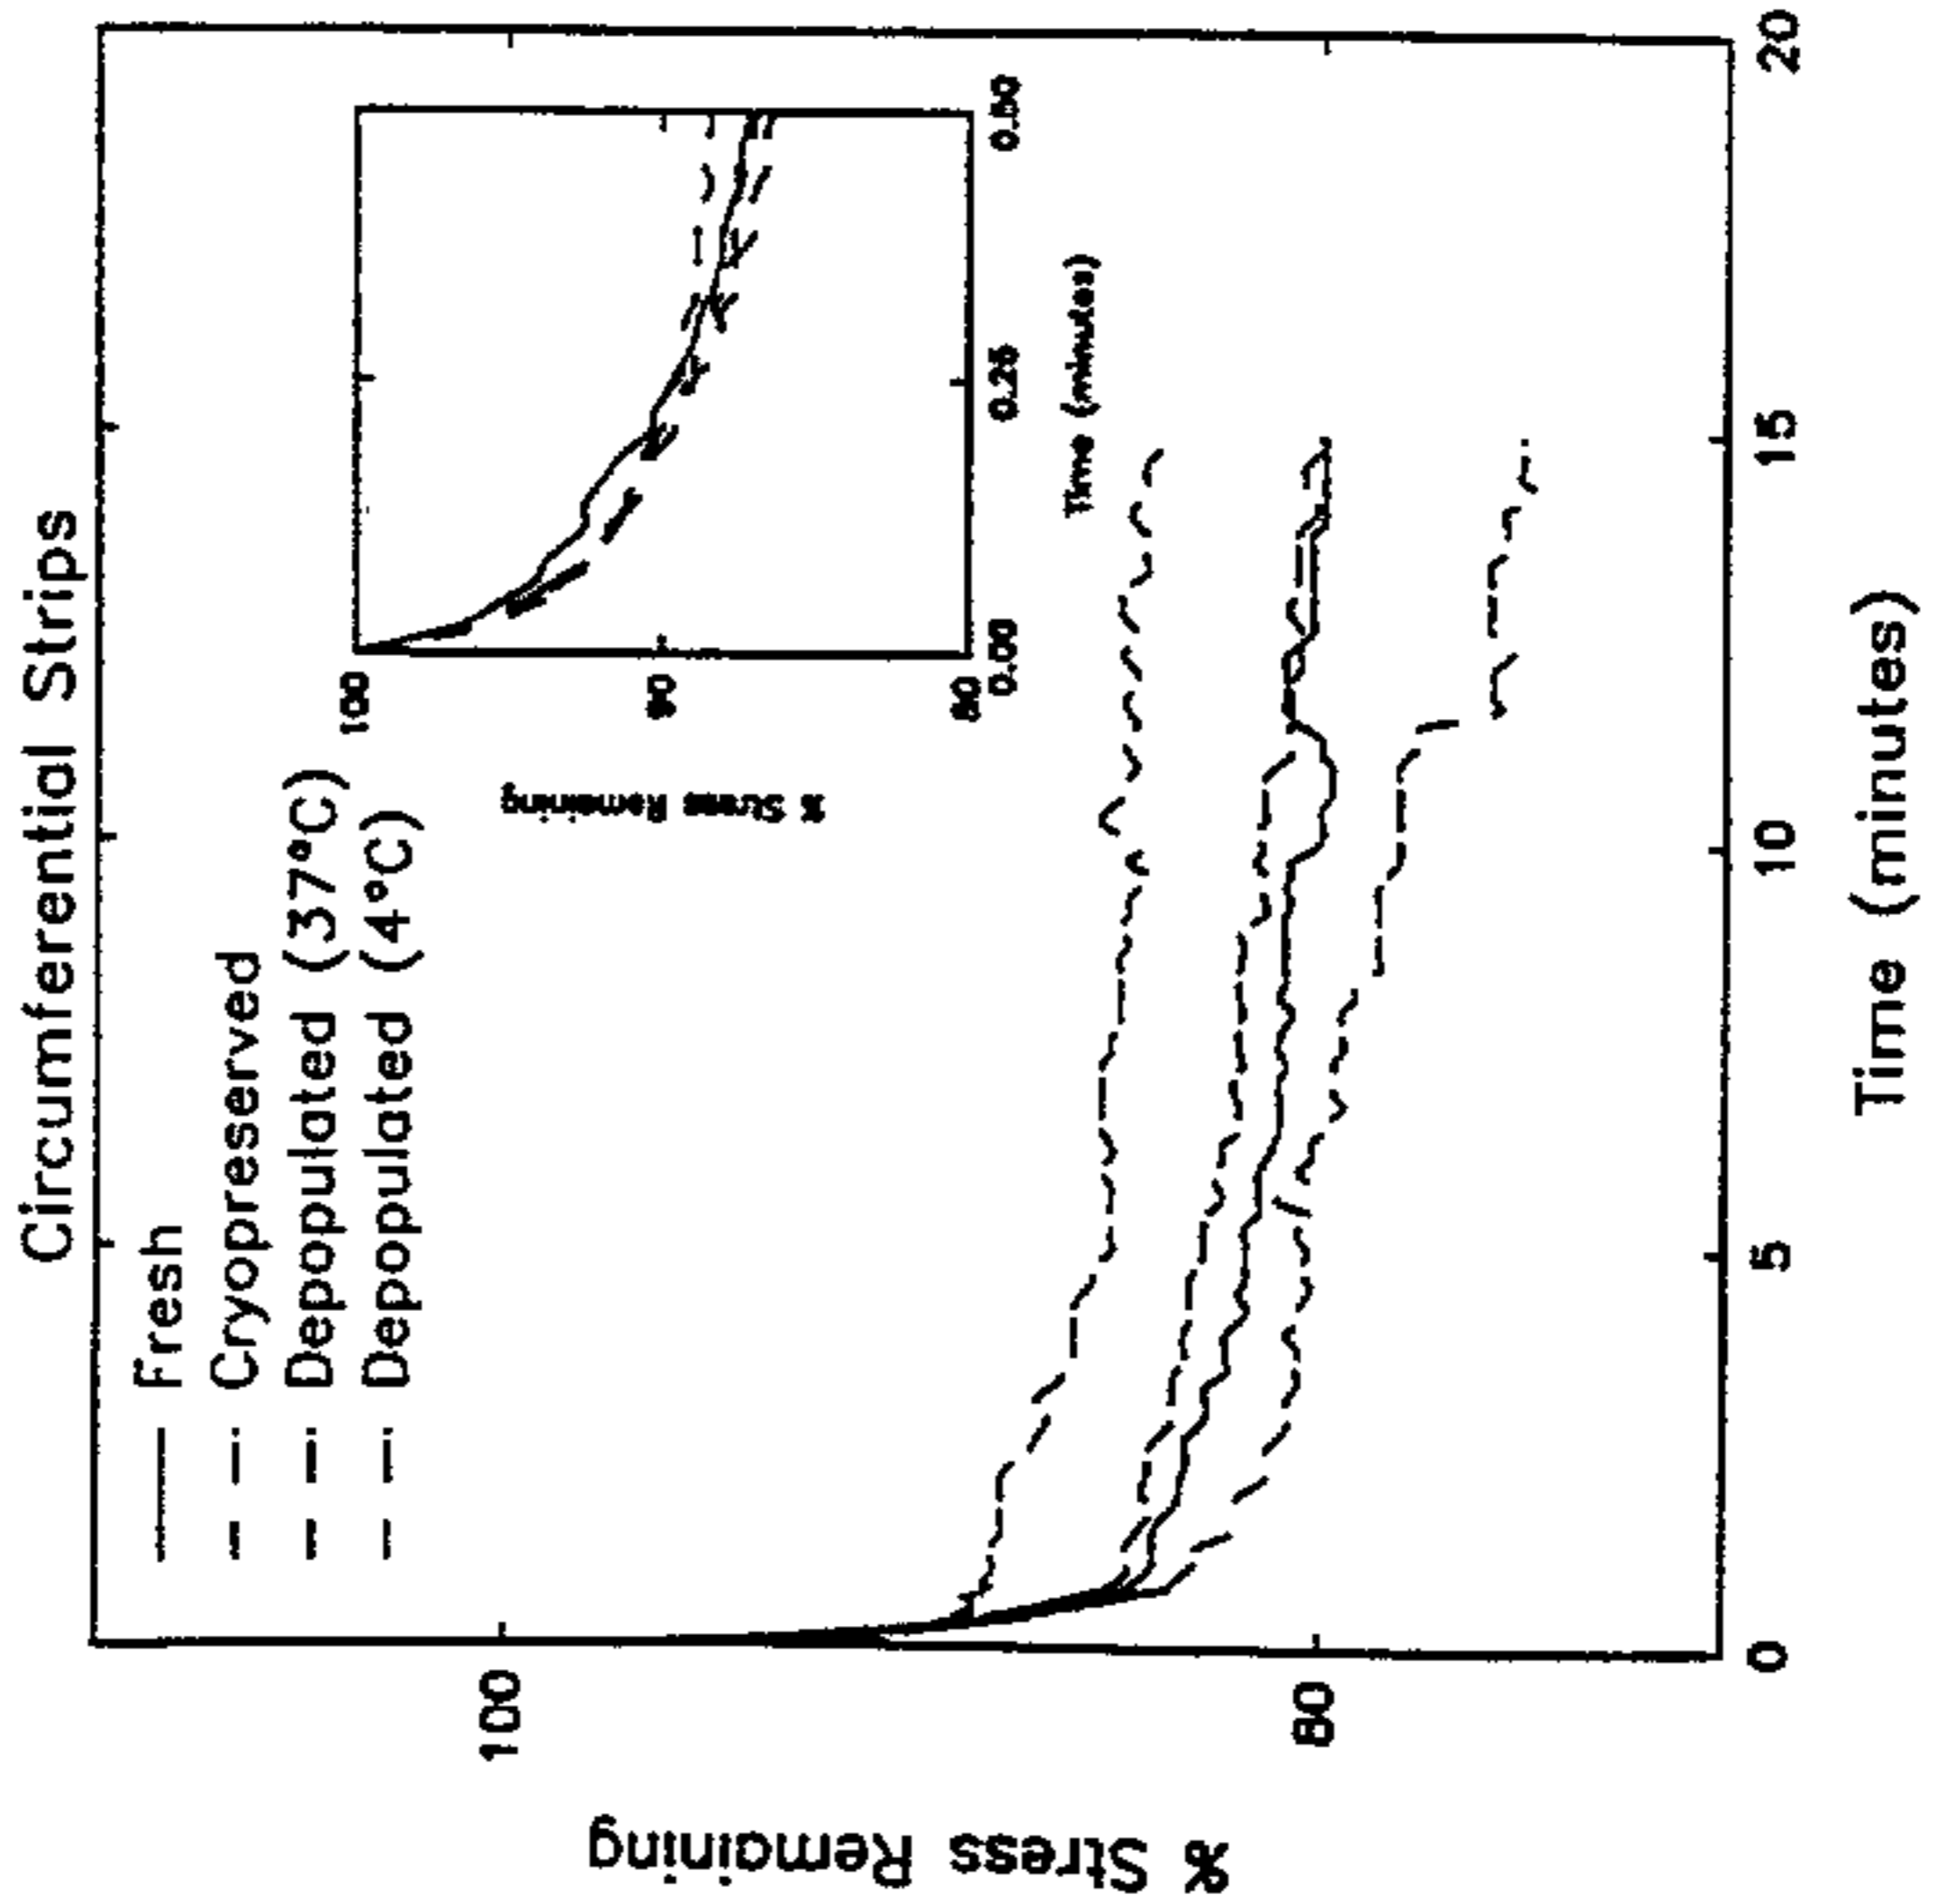 Circumferential Strips
Fresh
Cryopreserved
Depopulated (37°C)
Depopulated (4°C)
% Stress Remaining
100
80
0
5
10
15
20
Time (minutes)
% Stress Remaining
100
90
80
0.00
0.25
0.50
Time (minutes)